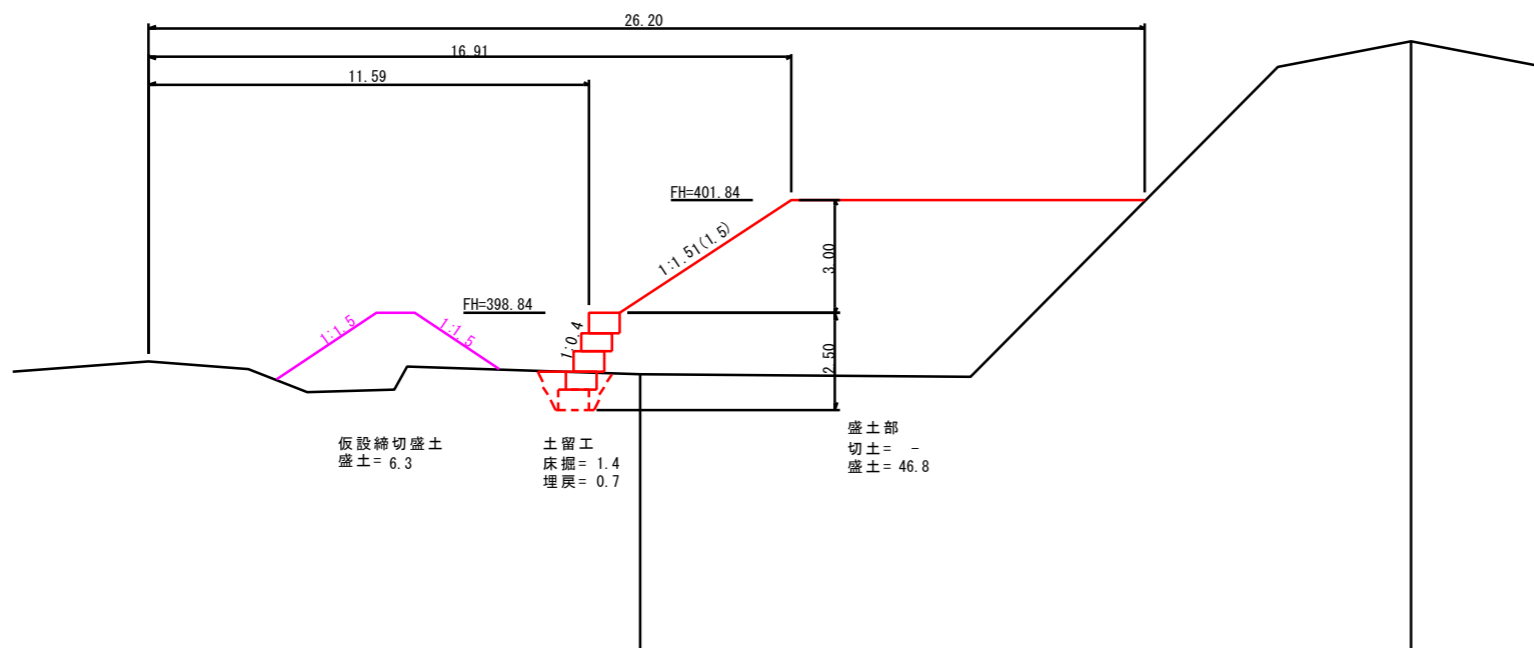 26.20
16.91
11.59
FH=401.84
1:1.51(1.5)
3.00
FH=398.84
1:1.5
1:1.5
1:0.4
2.50
仮設締切盛土
盛土= 6.3
土留工
床掘= 1.4
埋戻= 0.7
盛土部
切土= -
盛土= 46.8